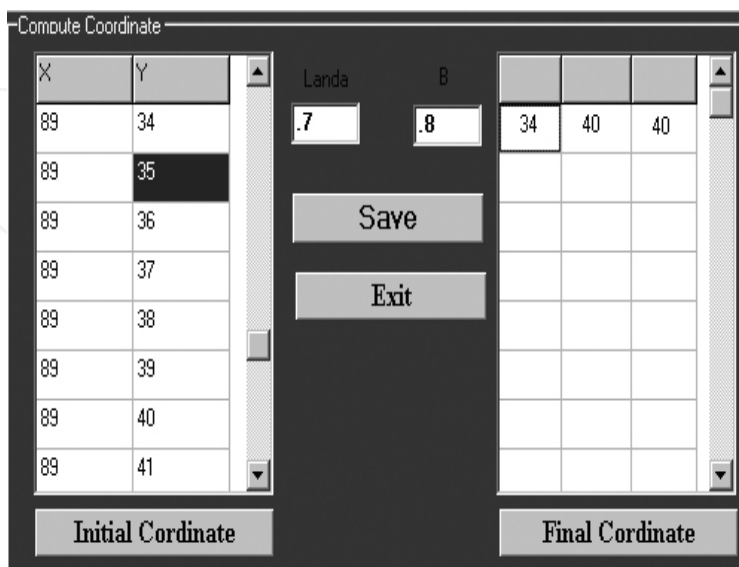 Compute Coordinate
X Y
89 34
89 35
89 36
89 37
89 38
89 39
89 40
89 41
Initial Cordinate
Landa B
.7 .8
Save
Exit
34 40 40
Final Cordinate